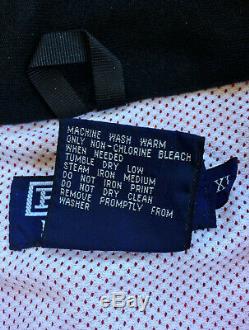 MACHINE WASH WARM
ONLY NON-CHLORINE BLEACH
WHEN NEEDED
TUMBLE DRY LOW
STEAM IRON MEDIUM
DO NOT IRON PRINT
DO NOT DRY CLEAN
REMOVE PROMPTLY FROM
WASHER
XL